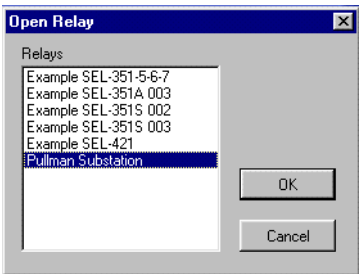 Open Relay
Relays
Example SEL-351-5-6-7
Example SEL-351A 003
Example SEL-351S 002
Example SEL-351S 003
Example SEL-421
Pullman Substation
OK
Cancel